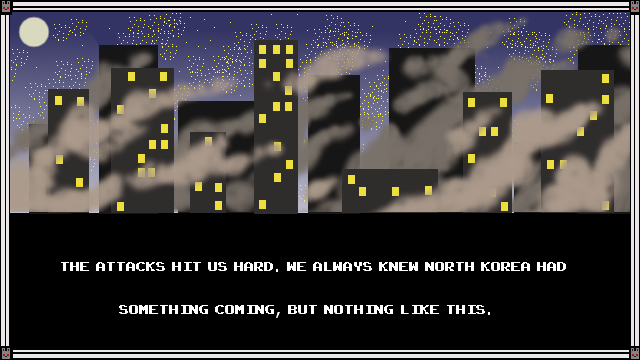 THE ATTACKS HIT US HARD. WE ALWAYS KNEW NORTH KOREA HAD
SOMETHING COMING, BUT NOTHING LIKE THIS.